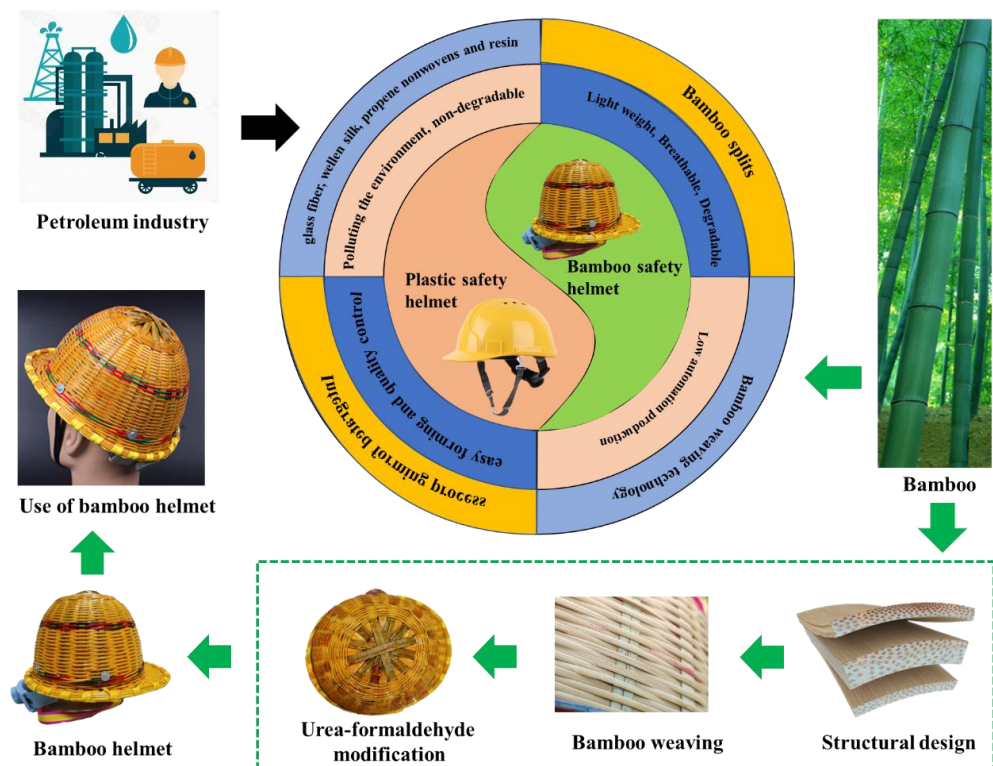 glass fiber, wellen silk, propene nonwovens and resin
Polluting the environment, non-degradable
Bamboo splits
Light weight, Breathable, Degradable
Petroleum industry
Plastic safety
helmet
Bamboo safety
helmet
easy forming and quality control
Integrated forming process
Low automation production
Bamboo weaving technology
Bamboo
Use of bamboo helmet
Bamboo helmet
Urea-formaldehyde
modification
Bamboo weaving
Structural design